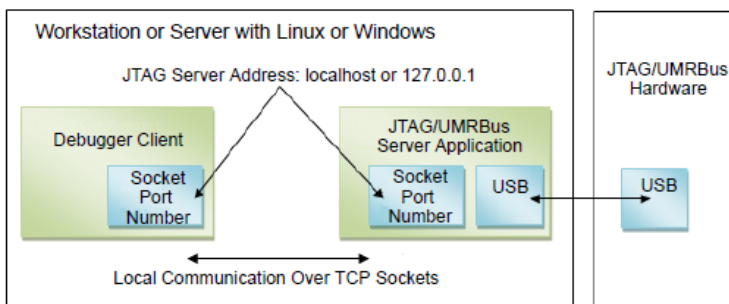 Workstation or Server with Linux or Windows
JTAG Server Address: localhost or 127.0.0.1
JTAG/UMRBus
Hardware
Debugger Client
Socket
Port
Number
JTAG/UMRBus
Server Application
Socket
Port
Number
USB
USB
Local Communication Over TCP Sockets